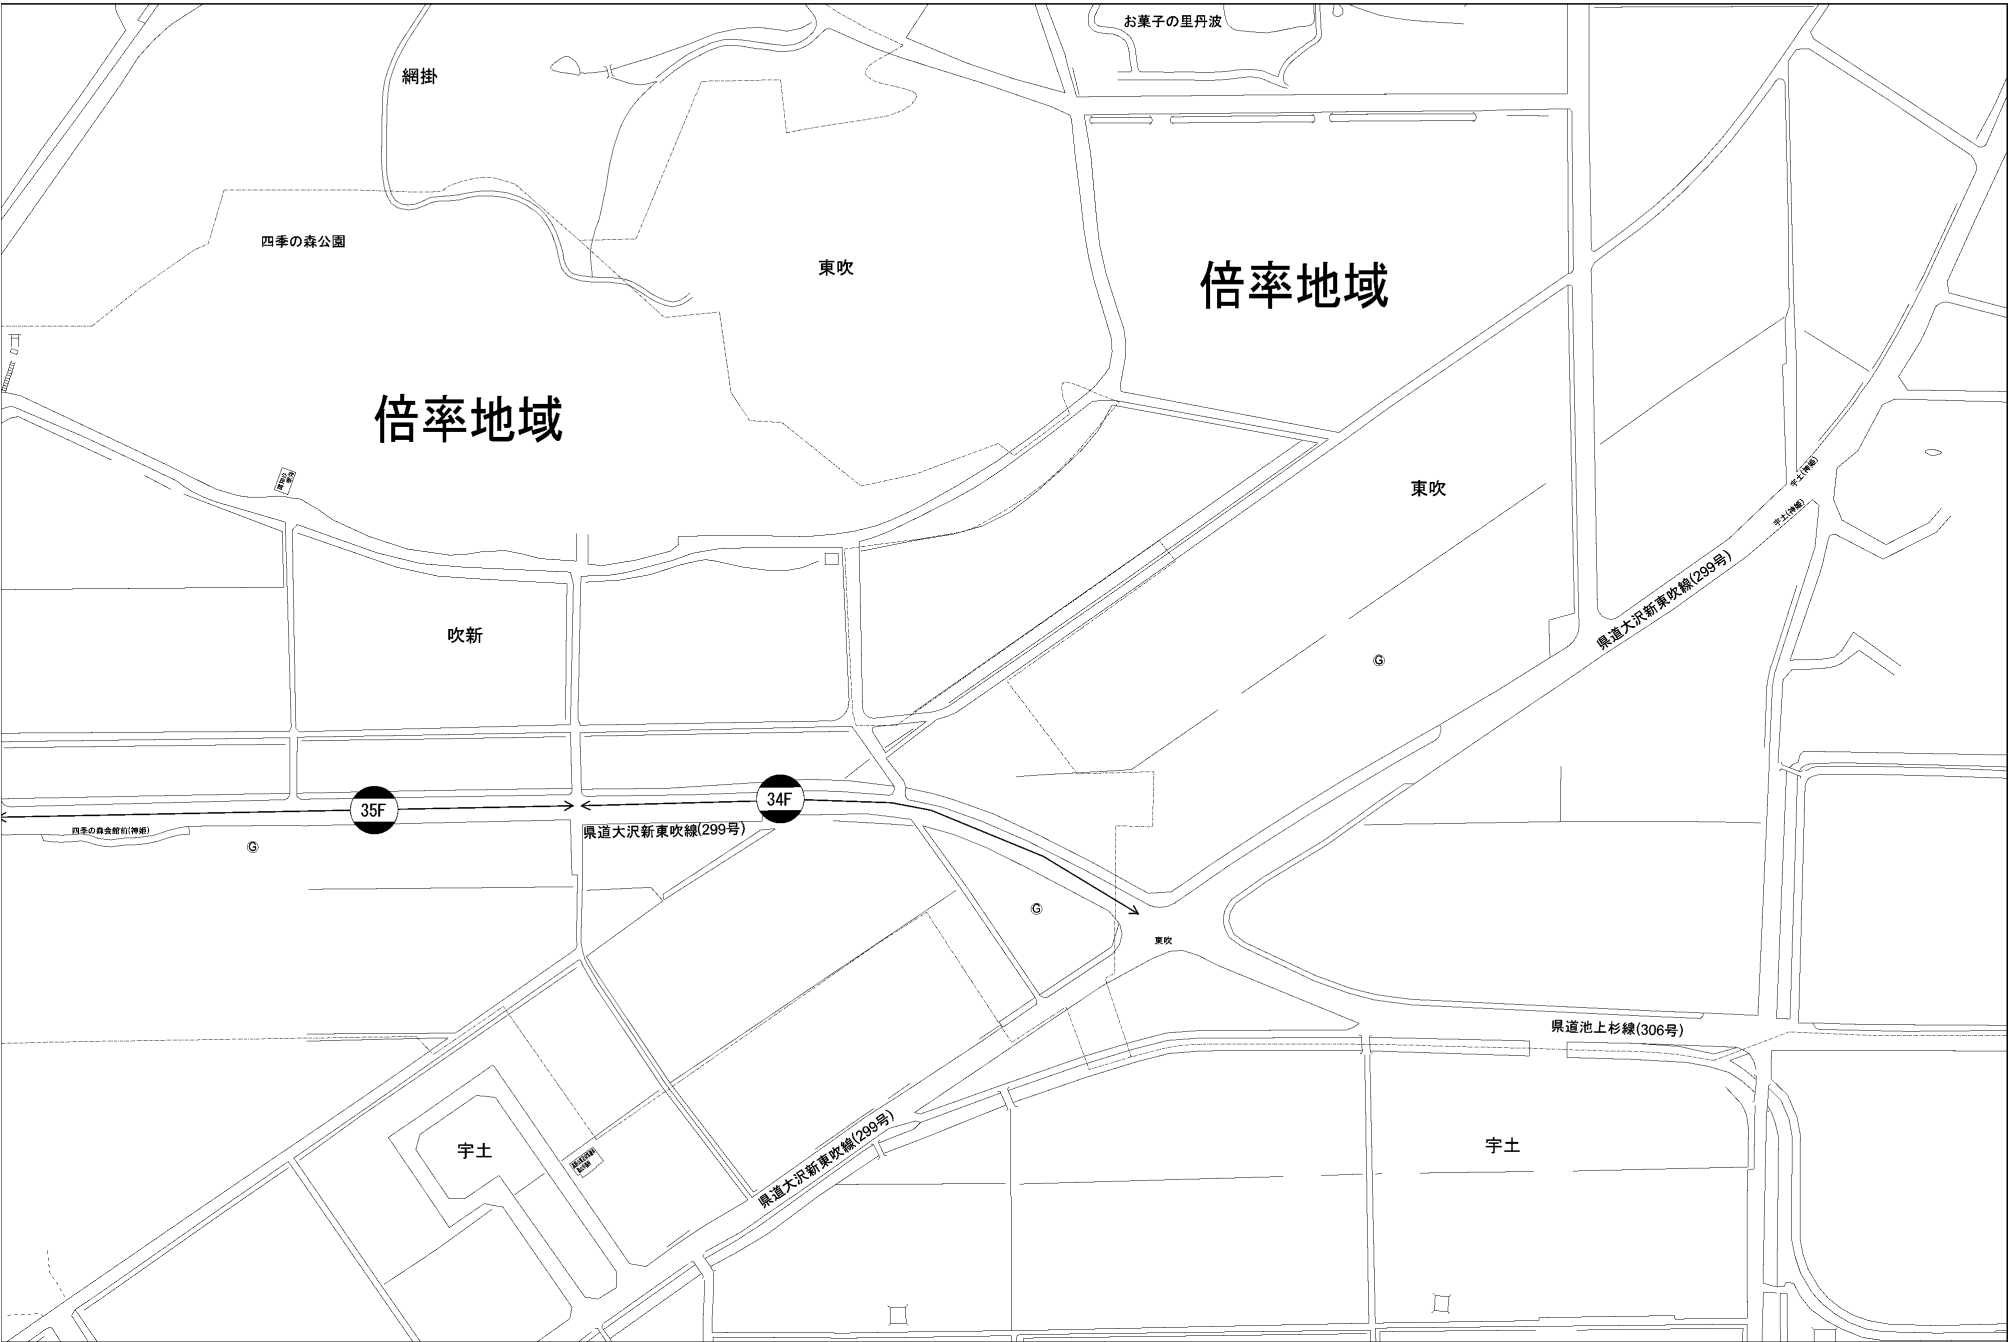 お菓子の里丹波
網掛
四季の森公園
東吹
倍率地域
倍率地域
東吹
宇土(神姫)
宇土(神姫)
県道大沢新東吹線(299号)
吹新
G
35F
34F
四季の森会館前(神姫)
県道大沢新東吹線(299号)
G
G
東吹
県道池上杉線(306号)
宇土
県道大沢新東吹線(299号)
宇土